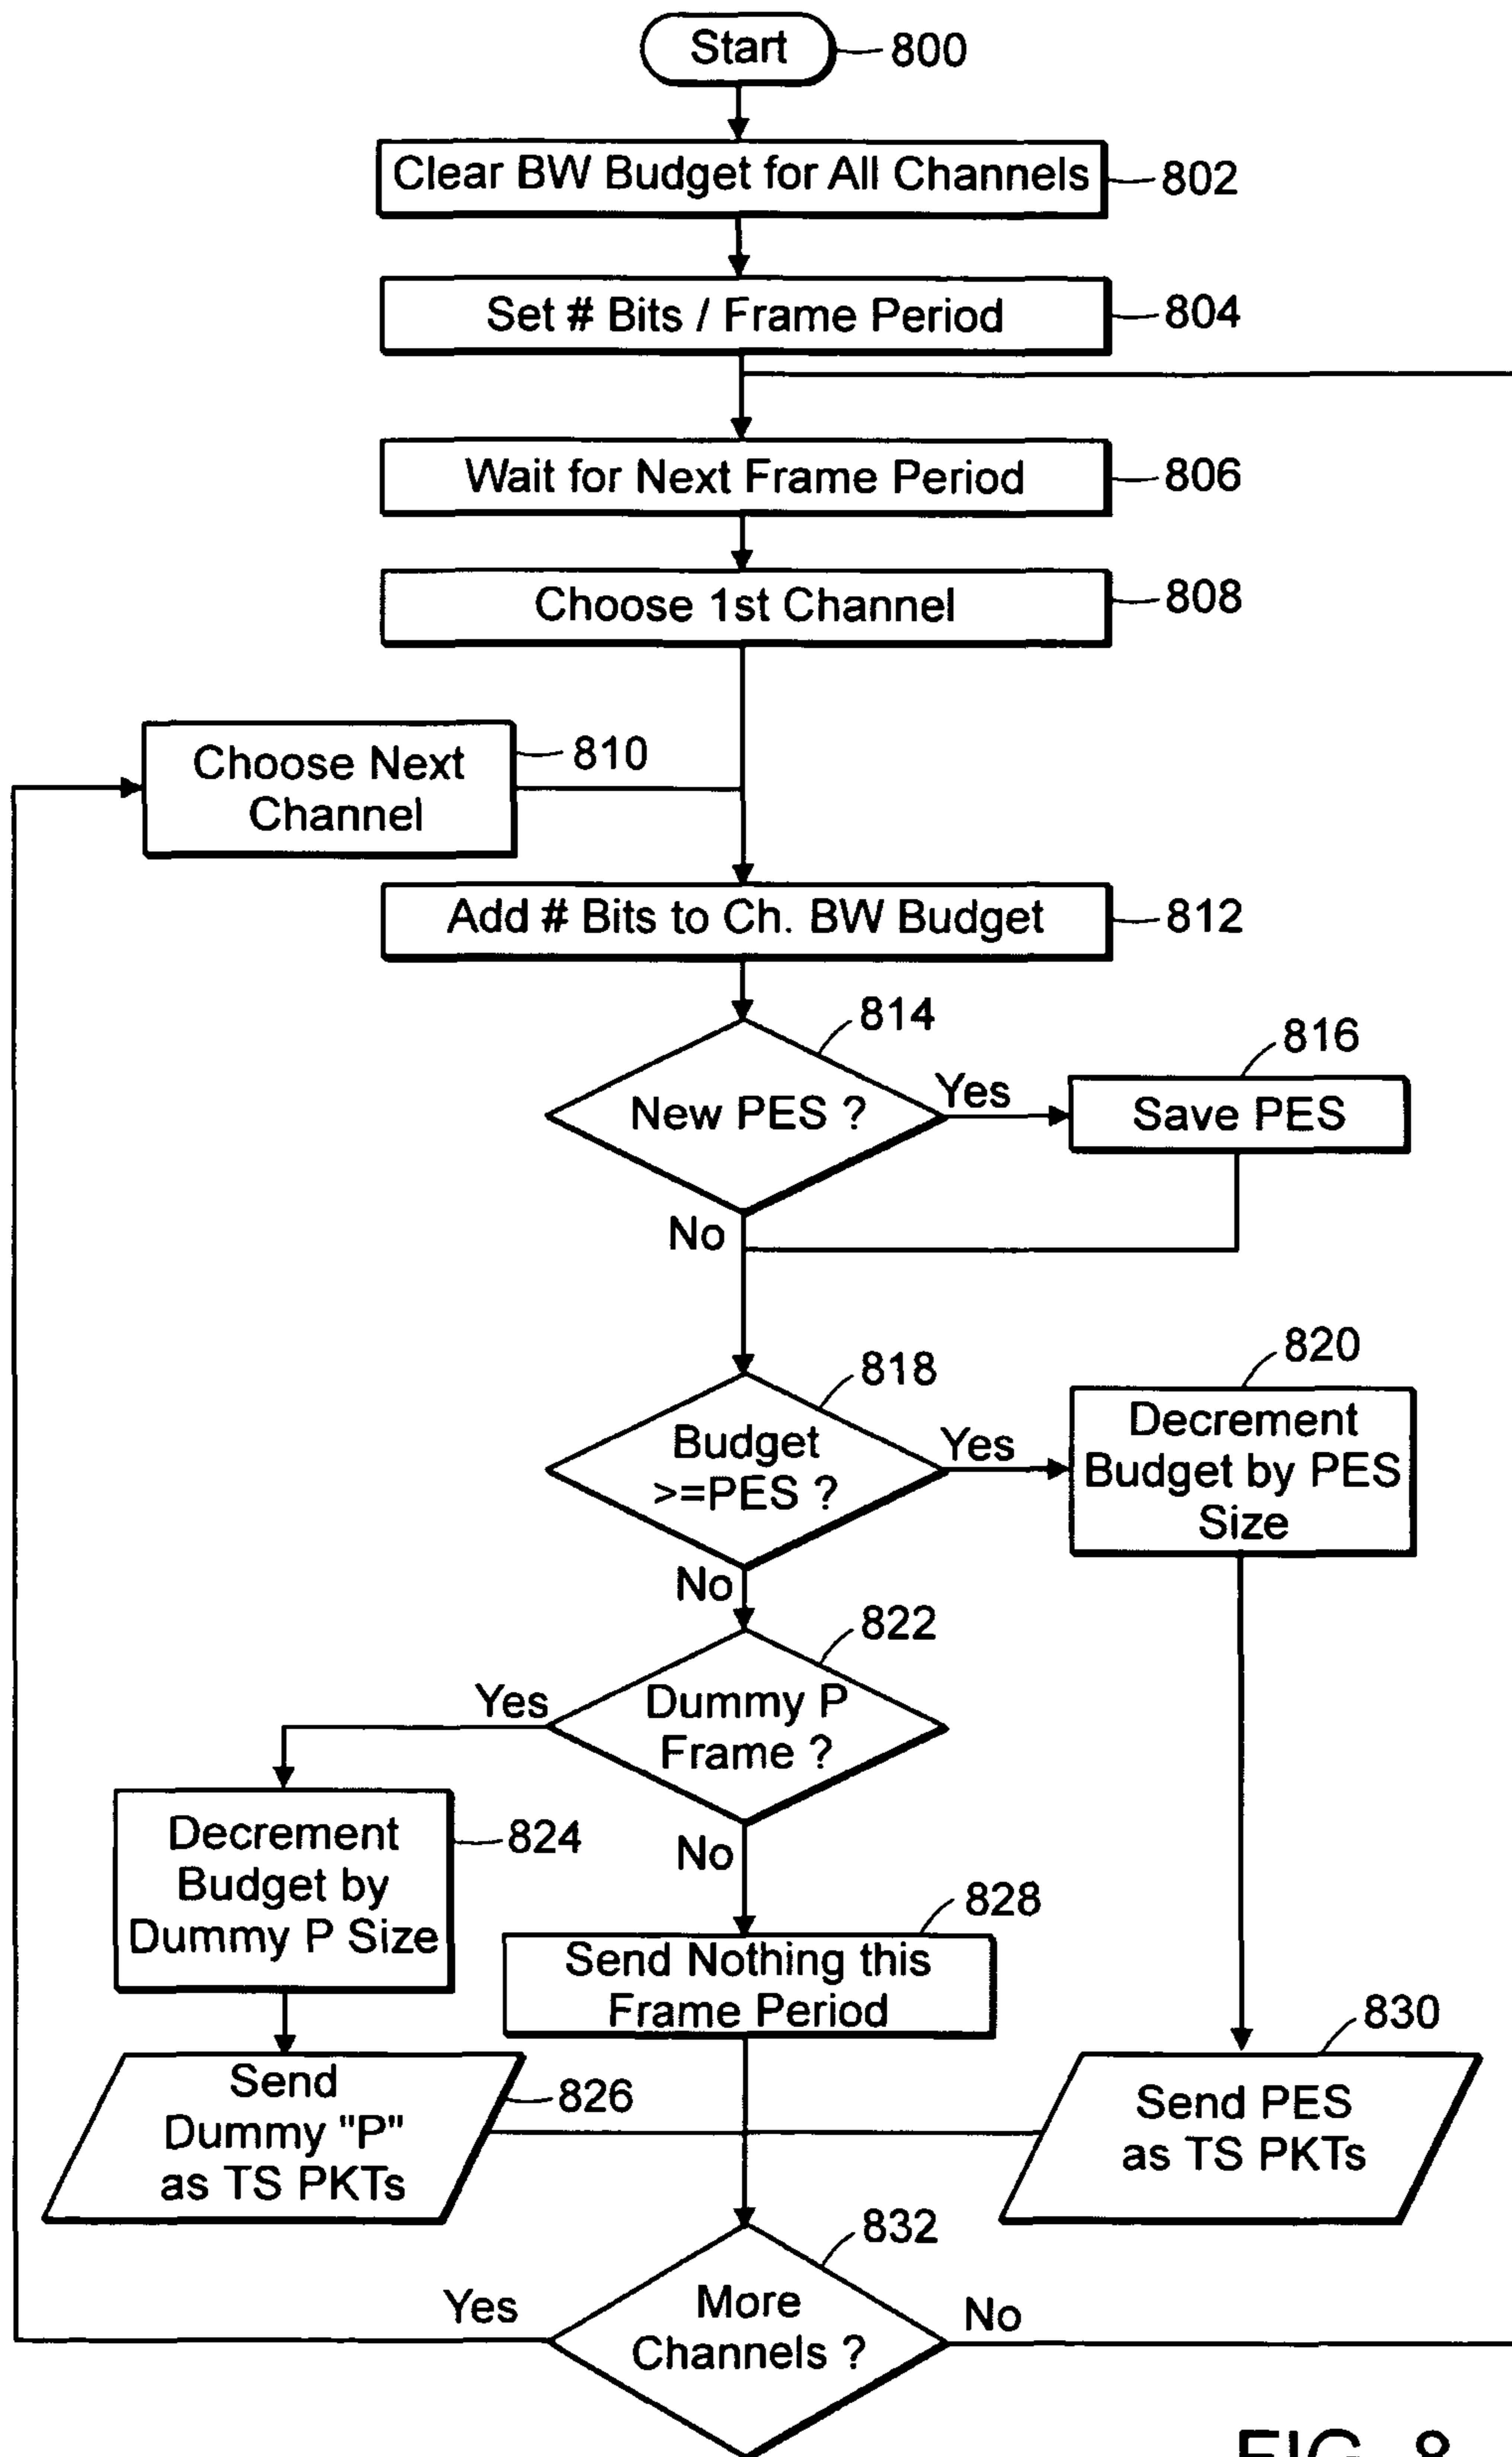 Start
800
Clear BW Budget for All Channels
802
Set # Bits / Frame Period
804
Wait for Next Frame Period
806
Choose 1st Channel
808
Choose Next
Channel
810
Add # Bits to Ch. BW Budget
812
814
New PES ?
Yes
816
Save PES
No
818
Budget
>=PES ?
Yes
820
Decrement
Budget by PES
Size
No
822
Dummy P
Frame ?
Yes
Decrement
Budget by
Dummy P Size
824
No
828
Send Nothing this
Frame Period
Send
Dummy "P"
as TS PKTs
826
830
Send PES
as TS PKTs
832
More
Channels ?
Yes
No
FIG. 8